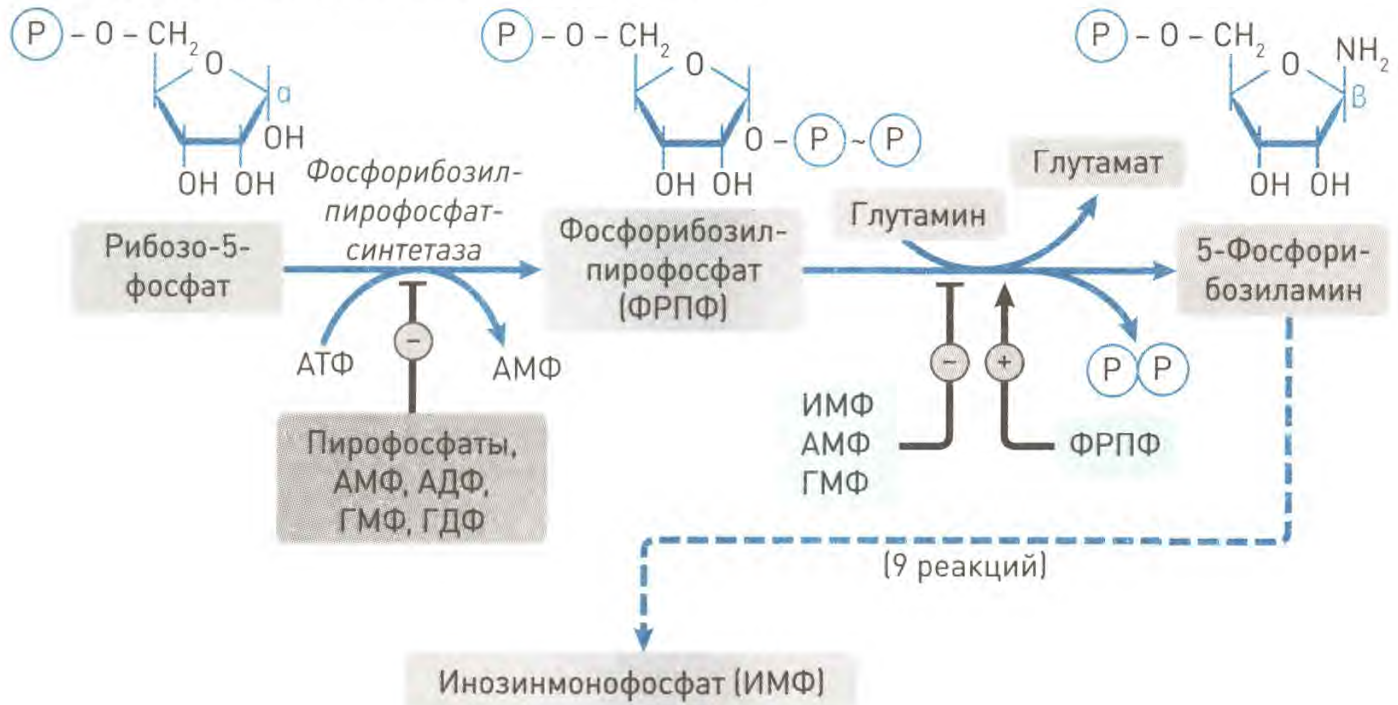 P – O – CH₂
O
α
OH
OH OH
P – O – CH₂
O
O – P ~ P
OH OH
P – O – CH₂
O
NH₂
β
OH OH
Рибозо-5-
фосфат
Фосфорибозил-
пирофосфат-
синтетаза
АТФ
АМФ
–
Пирофосфаты,
АМФ, АДФ,
ГМФ, ГДФ
Фосфорибозил-
пирофосфат
(ФРПФ)
Глутамин
Глутамат
–
+
P P
ИМФ
АМФ
ГМФ
ФРПФ
5-Фосфори-
бозиламин
(9 реакций)
Инозинмонофосфат (ИМФ)